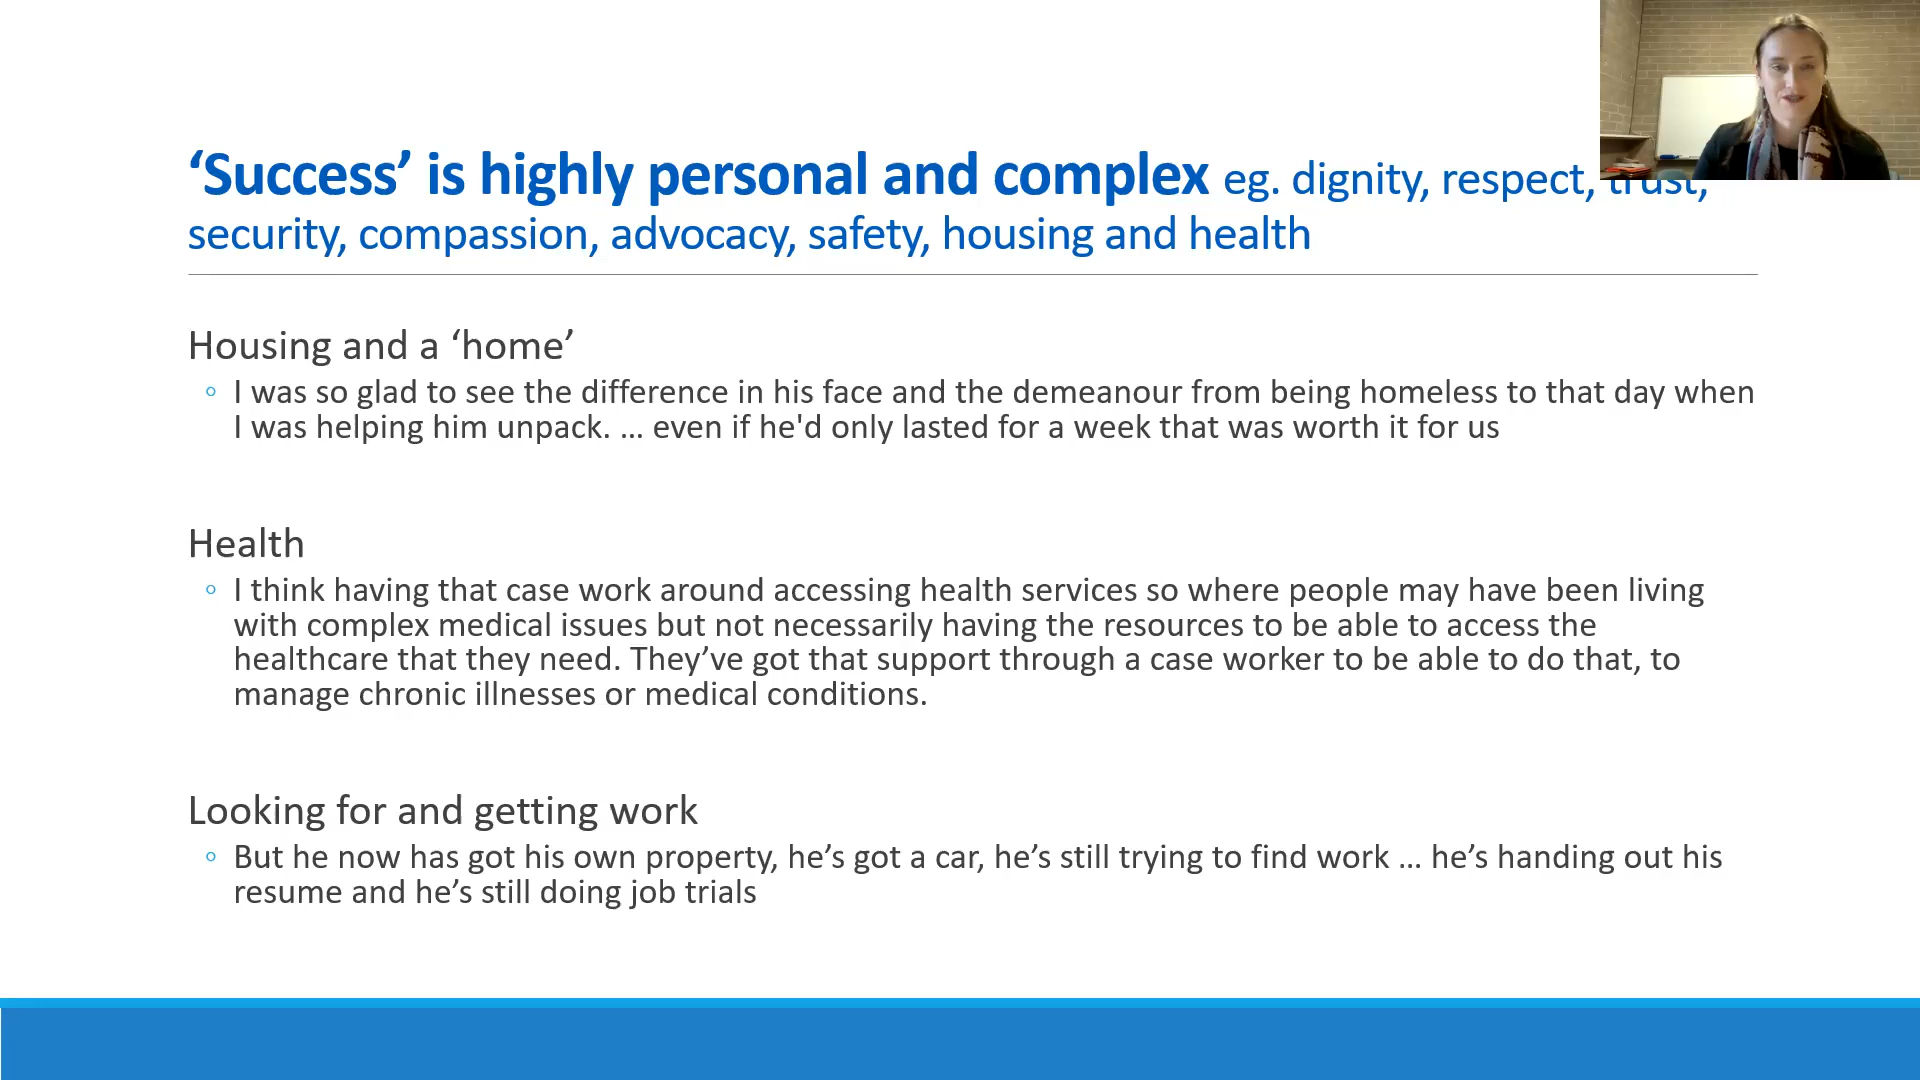 ‘Success’ is highly personal and complex eg. dignity, respect, trust,
security, compassion, advocacy, safety, housing and health
Housing and a ‘home’
◦ I was so glad to see the difference in his face and the demeanour from being homeless to that day when
I was helping him unpack. … even if he'd only lasted for a week that was worth it for us
Health
◦ I think having that case work around accessing health services so where people may have been living
with complex medical issues but not necessarily having the resources to be able to access the
healthcare that they need. They’ve got that support through a case worker to be able to do that, to
manage chronic illnesses or medical conditions.
Looking for and getting work
◦ But he now has got his own property, he’s got a car, he’s still trying to find work … he’s handing out his
resume and he’s still doing job trials